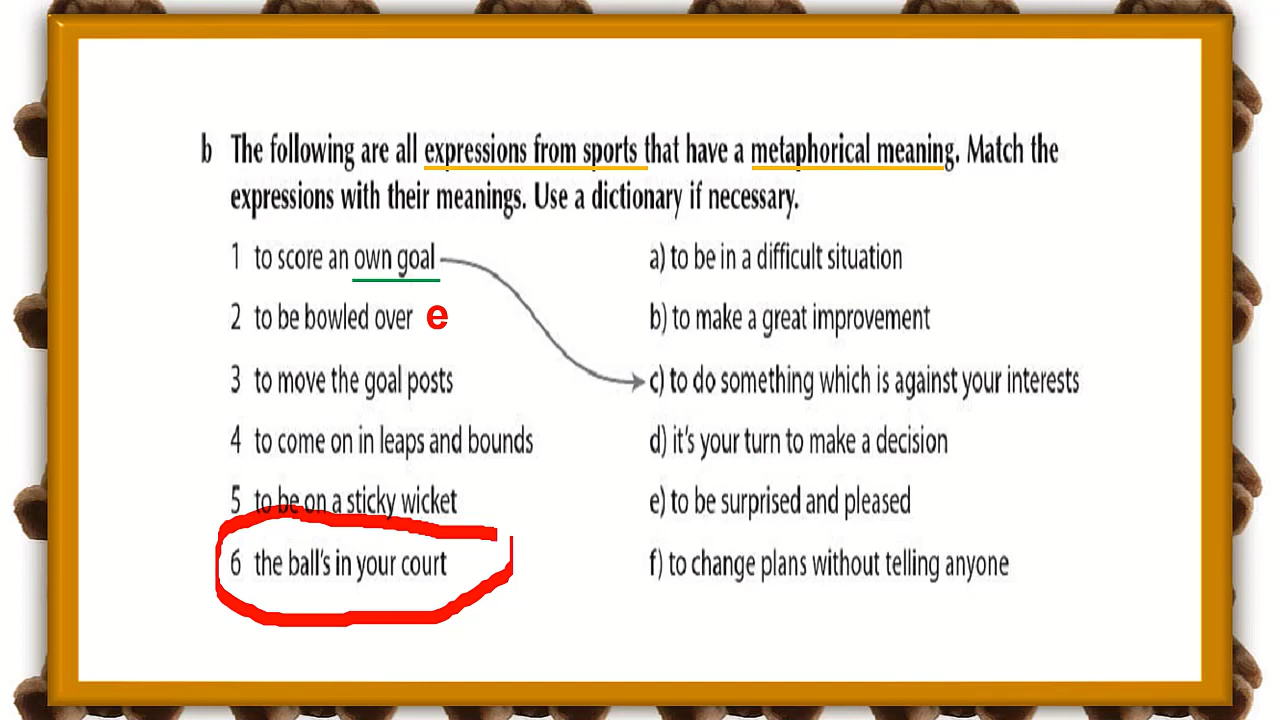 b The following are all expressions from sports that have a metaphorical meaning. Match the
expressions with their meanings. Use a dictionary if necessary.
1 to score an own goal
2 to be bowled over e
3 to move the goal posts
4 to come on in leaps and bounds
5 to be on a sticky wicket
6 the ball's in your court
a) to be in a difficult situation
b) to make a great improvement
c) to do something which is against your interests
d) it's your turn to make a decision
e) to be surprised and pleased
f) to change plans without telling anyone